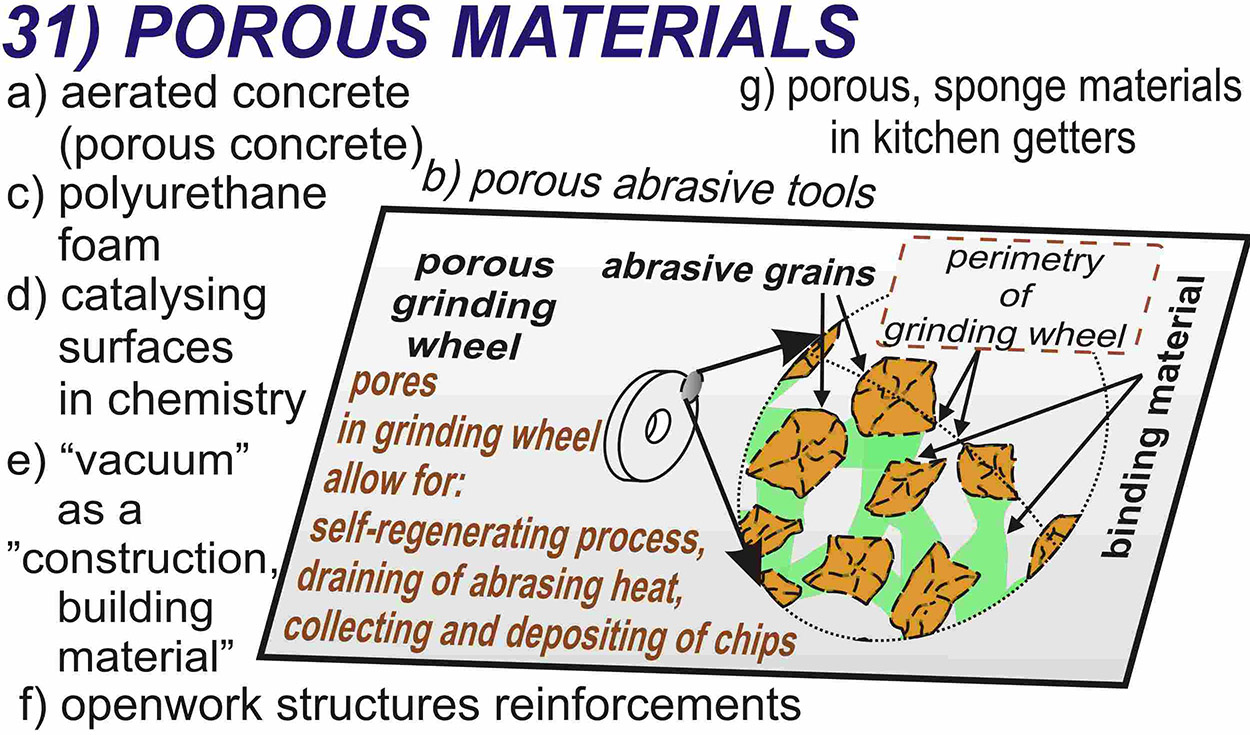 31) POROUS MATERIALS
a) aerated concrete
(porous concrete)
g) porous, sponge materials
in kitchen getters
b) porous abrasive tools
c) polyurethane
foam
d) catalysing
surfaces
in chemistry
e) “vacuum”
as a
”construction,
building
material”
f) openwork structures reinforcements
porous
grinding
wheel
abrasive grains
perimetry
of
grinding wheel
binding material
pores
in grinding wheel
allow for:
self-regenerating process,
draining of abrasing heat,
collecting and depositing of chips